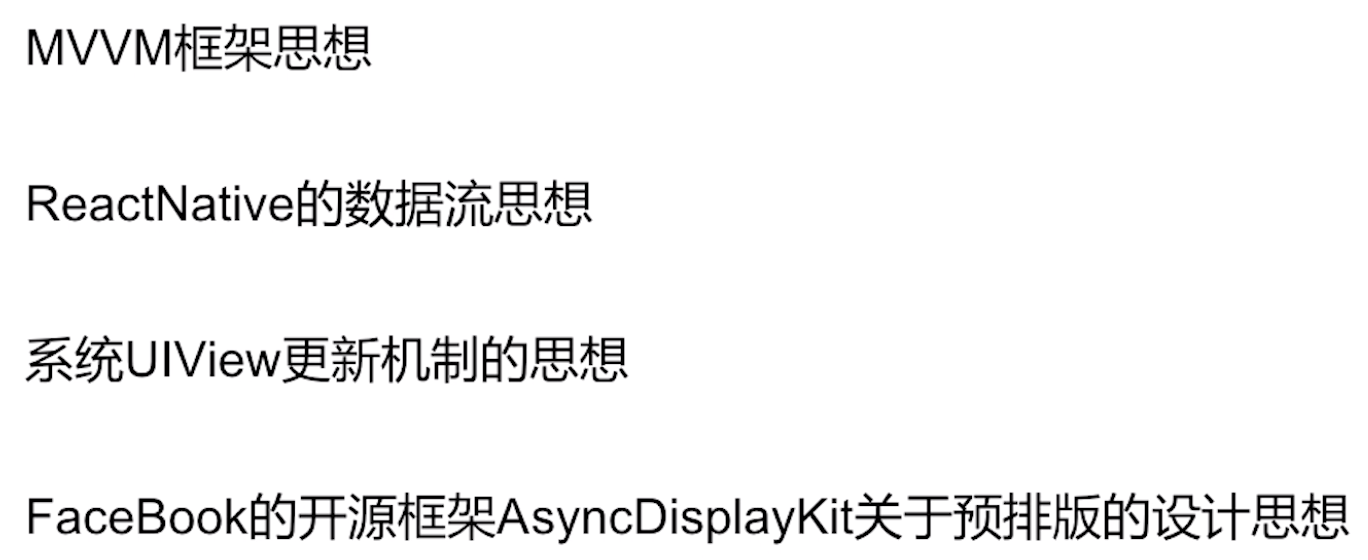 MVVM框架思想
ReactNative的数据流思想
系统UIView更新机制的思想
FaceBook的开源框架AsyncDisplayKit关于预排版的设计思想